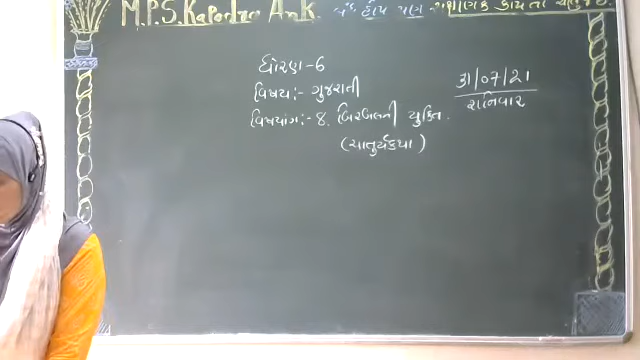 M.P.S. Kapodra Ank.
ધોરણ - 6
31/07/21
શનિવાર
વિષય:- ગુજરાતી
વિષયાંગ:- 8. બિરબલની યુક્તિ.
(ચાતુર્યકથા)